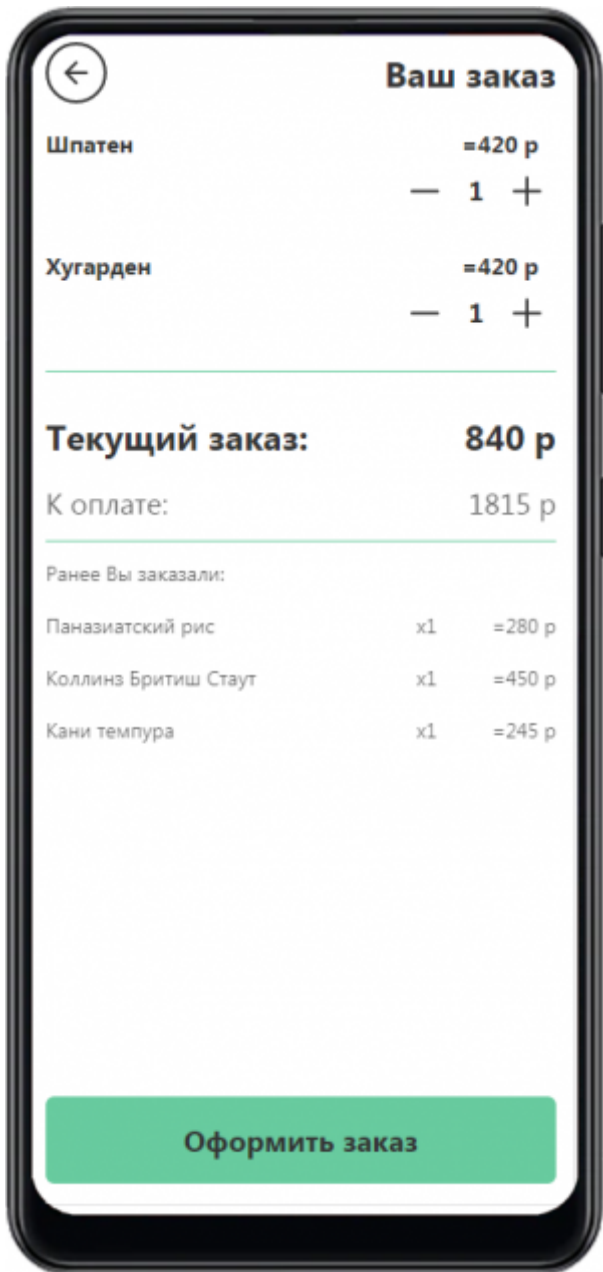 Ваш заказ
Шпатен =420 р
— 1 +
Хугарден =420 р
— 1 +
Текущий заказ: 840 р
К оплате: 1815 р
Ранее Вы заказали:
Паназиатский рис x1 =280 р
Коллинз Бритиш Стаут x1 =450 р
Кани темпура x1 =245 р
Оформить заказ